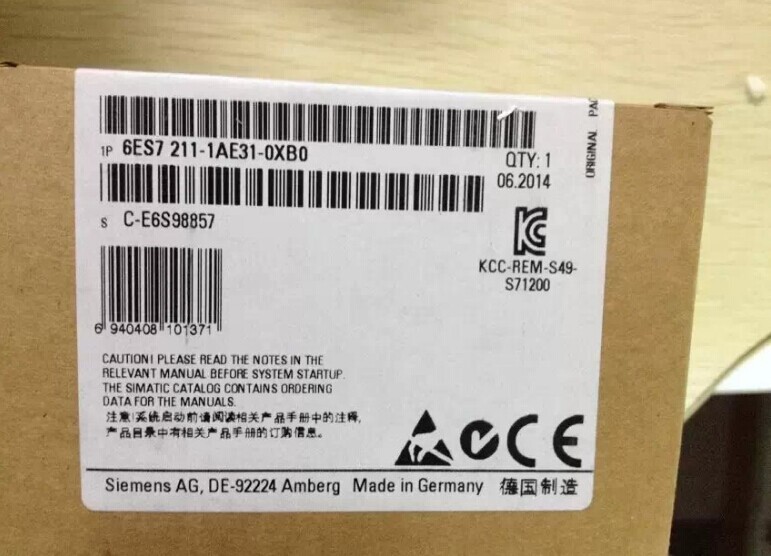 1P 6ES7 211-1AE31-0XB0
QTY: 1
06.2014
ORIGINAL
S C-E6S98857
KCC-REM-S49-
S71200
6 940408 101371
CAUTION! PLEASE READ THE NOTES IN THE
RELEVANT MANUAL BEFORE SYSTEM STARTUP.
THE SIMATIC CATALOG CONTAINS ORDERING
DATA FOR THE MANUALS.
注意!系统启动前请阅读相关产品手册中的注释,
产品目录中有相关产品手册的订购信息。
CE
Siemens AG, DE-92224 Amberg Made in Germany 德国制造